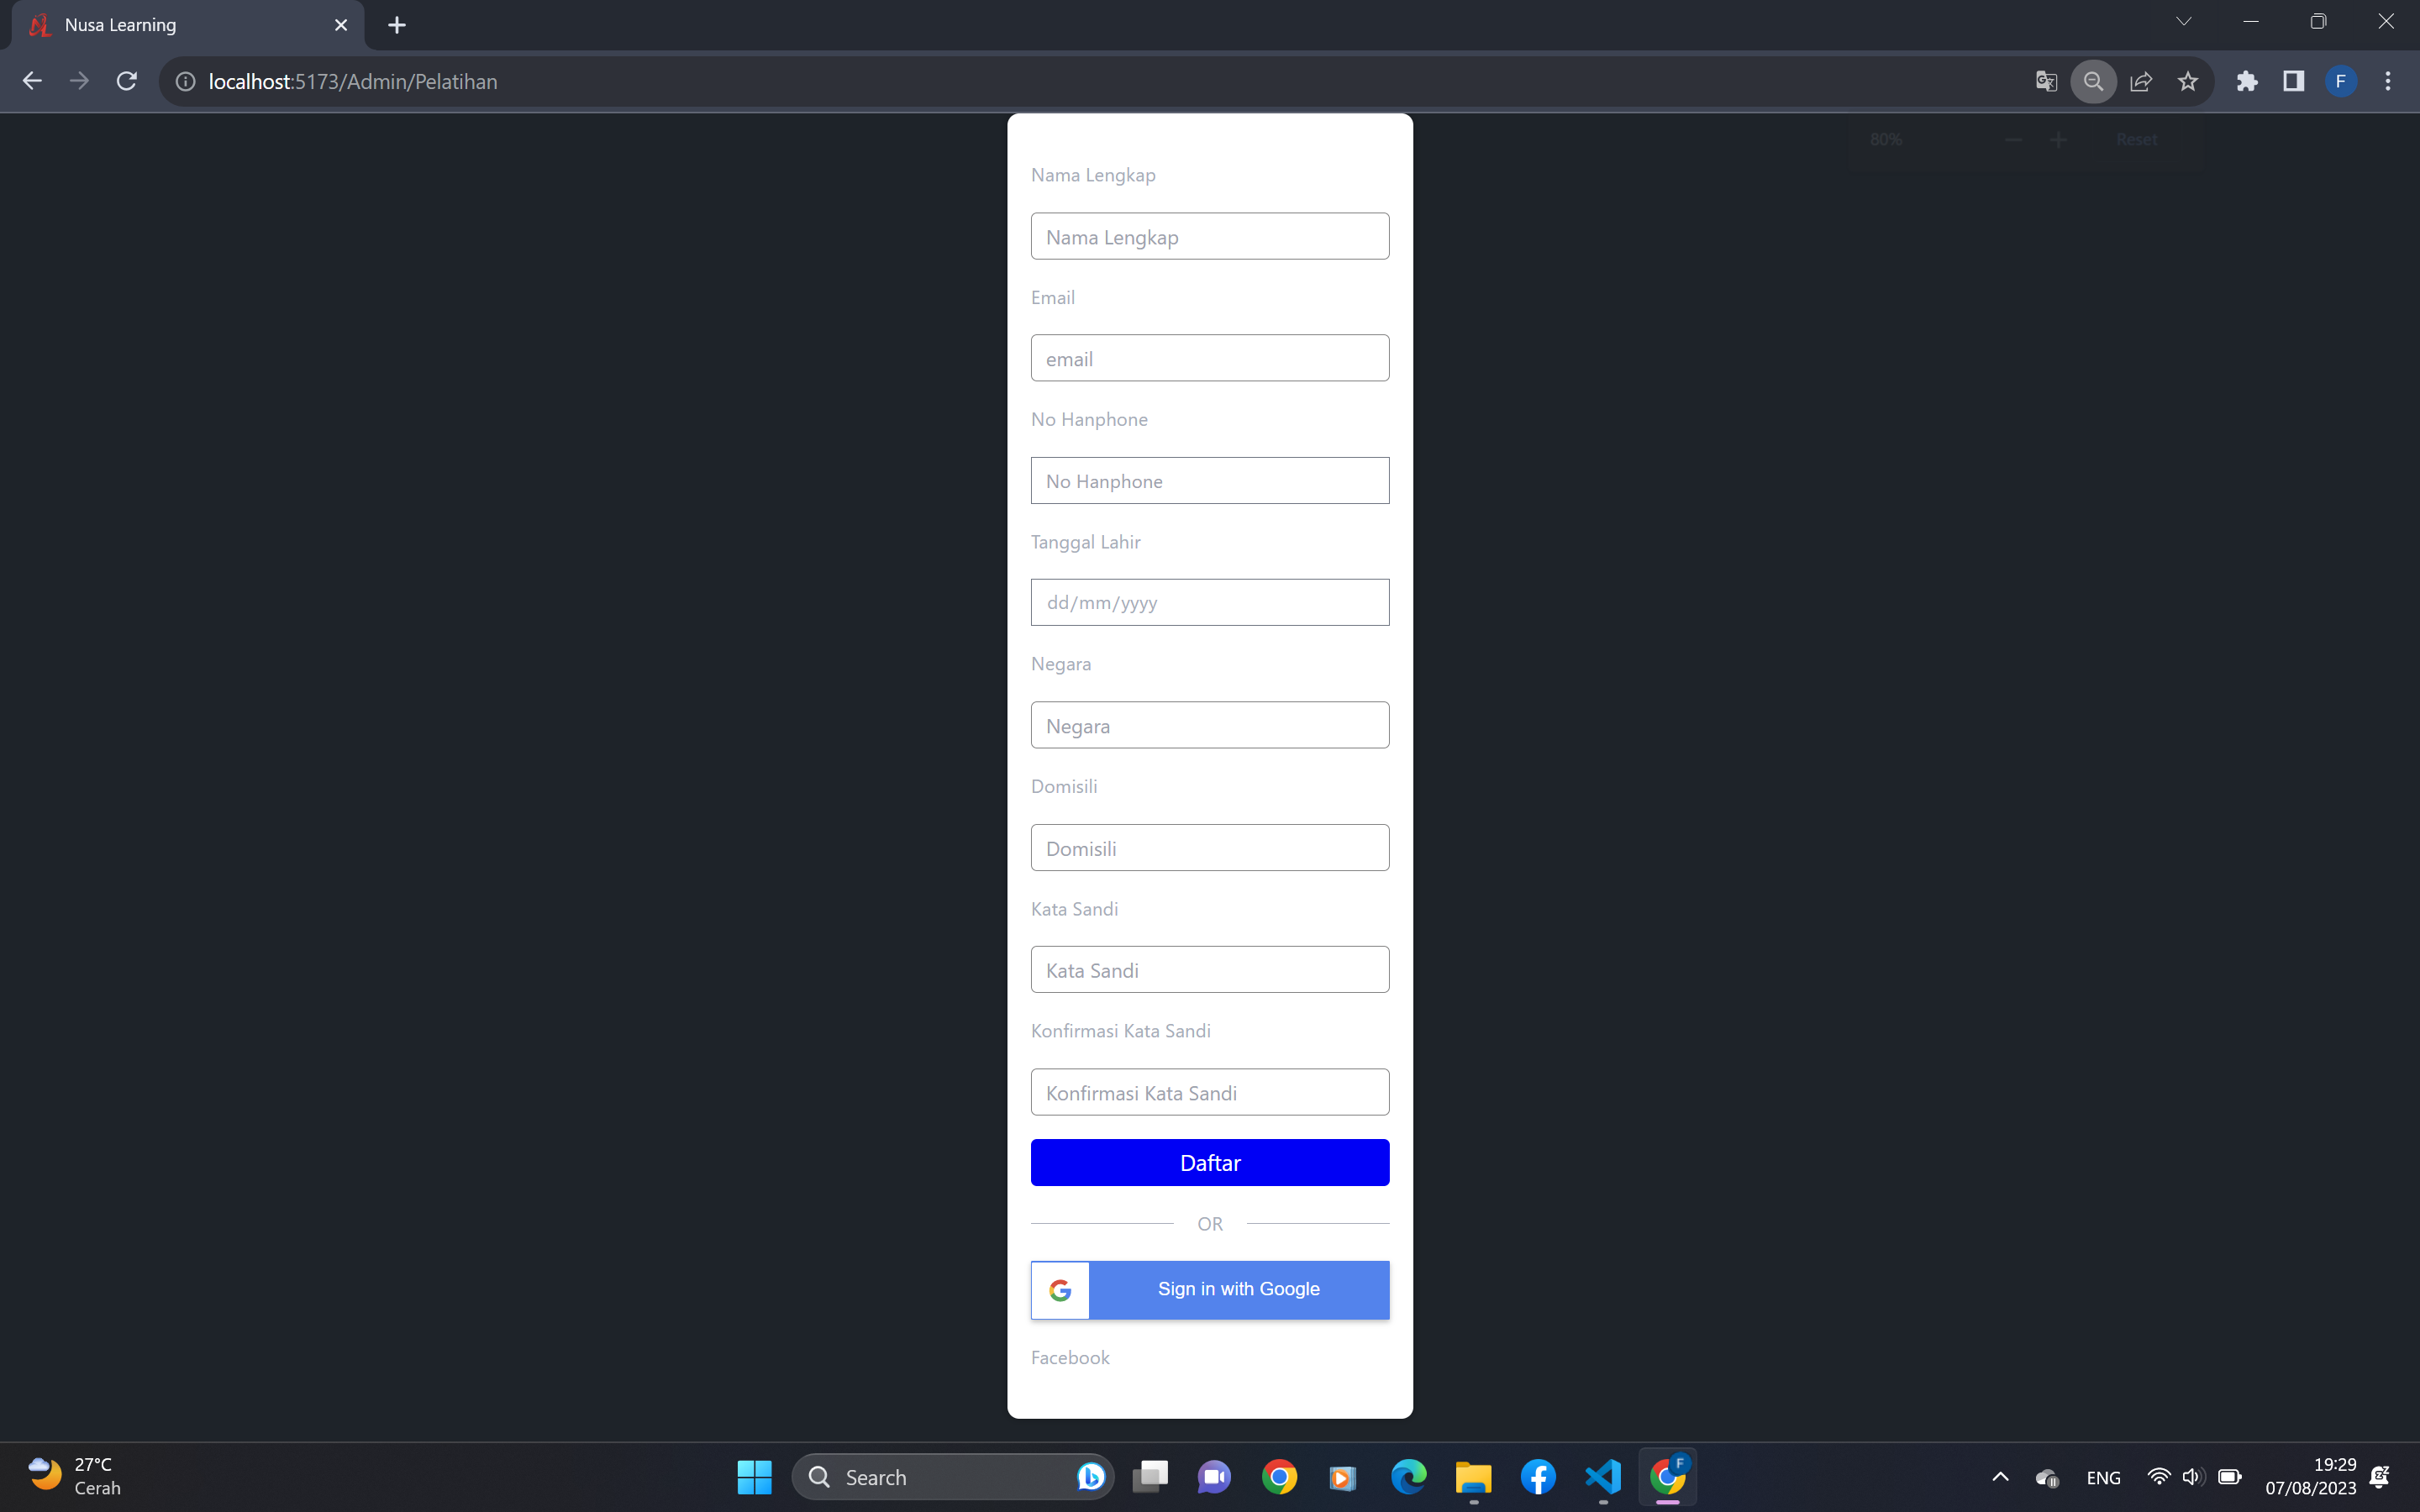 Nusa Learning
localhost:5173/Admin/Pelatihan
F
80%
Reset
Nama Lengkap
Nama Lengkap
Email
email
No Hanphone
No Hanphone
Tanggal Lahir
dd/mm/yyyy
Negara
Negara
Domisili
Domisili
Kata Sandi
Kata Sandi
Konfirmasi Kata Sandi
Konfirmasi Kata Sandi
Daftar
OR
G Sign in with Google
Facebook
27°C
Cerah
Search
F
ENG
19:29
07/08/2023